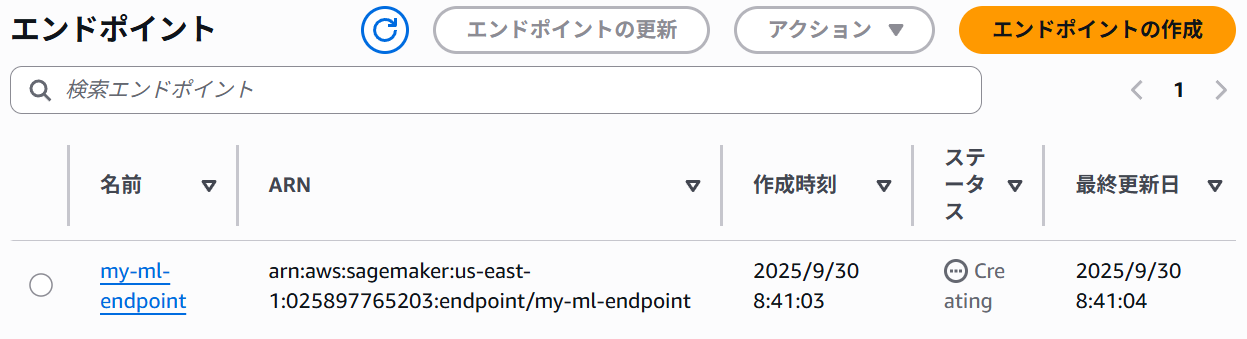 エンドポイント
エンドポイントの更新
アクション
エンドポイントの作成
検索エンドポイント
1
名前
ARN
作成時刻
ステ
ータ
ス
最終更新日
my-ml-
endpoint
arn:aws:sagemaker:us-east-
1:025897765203:endpoint/my-ml-endpoint
2025/9/30
8:41:03
Cre
ating
2025/9/30
8:41:04